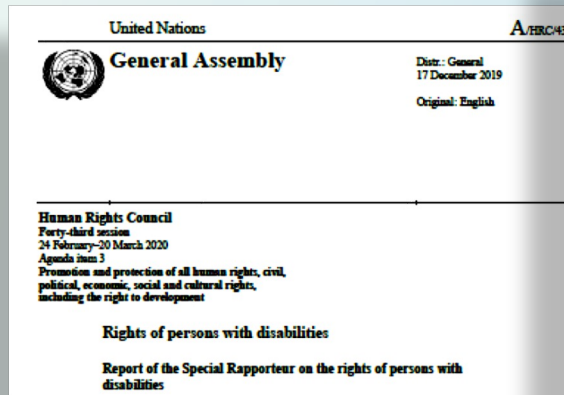 United Nations
A/HRC/43
General Assembly
Distr.: General
17 December 2019
Original: English
Human Rights Council
Forty-third session
24 February–20 March 2020
Agenda item 3
Promotion and protection of all human rights, civil,
political, economic, social and cultural rights,
including the right to development
Rights of persons with disabilities
Report of the Special Rapporteur on the rights of persons with
disabilities